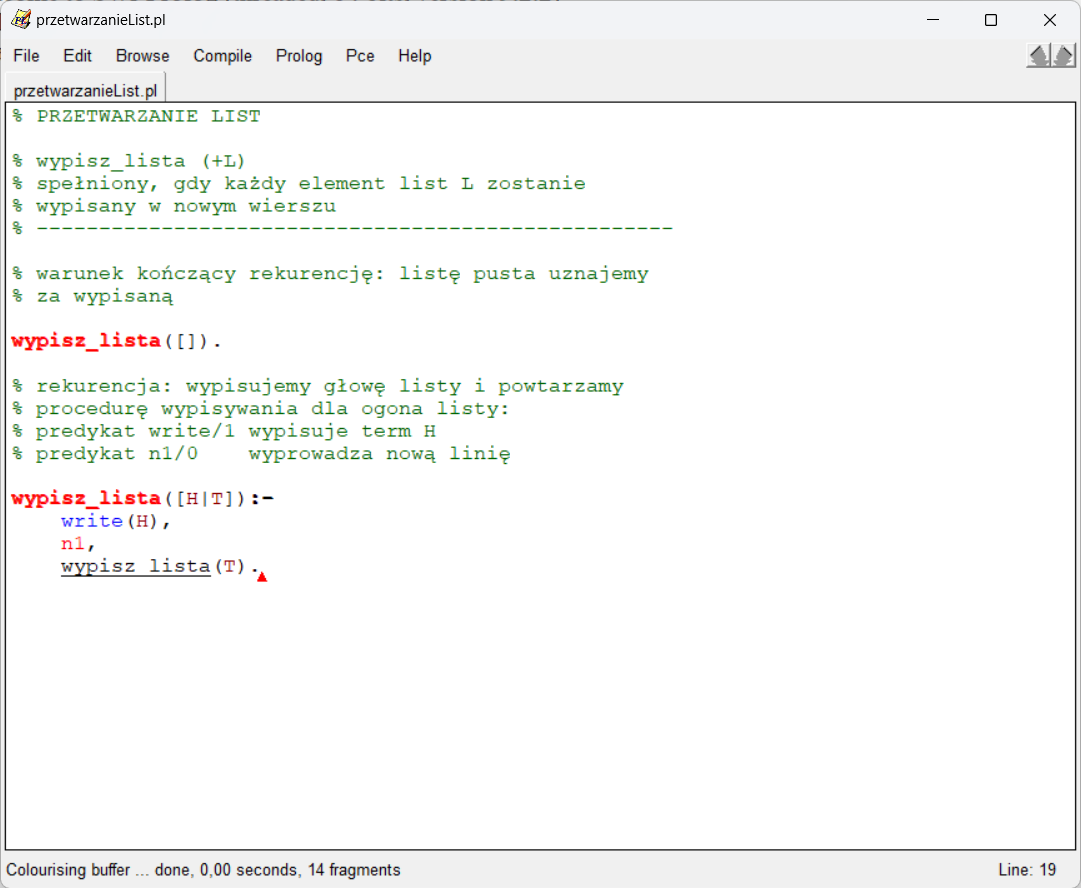 przetwarzanieList.pl
File Edit Browse Compile Prolog Pce Help
przetwarzanieList.pl
% PRZETWARZANIE LIST
% wypisz_lista (+L)
% spełniony, gdy każdy element list L zostanie
% wypisany w nowym wierszu
% ---------------------------------------------------
% warunek kończący rekurencję: listę pusta uznajemy
% za wypisaną
wypisz_lista([]).
% rekurencja: wypisujemy głowę listy i powtarzamy
% procedurę wypisywania dla ogona listy:
% predykat write/1 wypisuje term H
% predykat n1/0    wyprowadza nową linię
wypisz_lista([H|T]):-
    write(H),
    n1,
    wypisz_lista(T).
Colourising buffer ... done, 0,00 seconds, 14 fragments
Line: 19